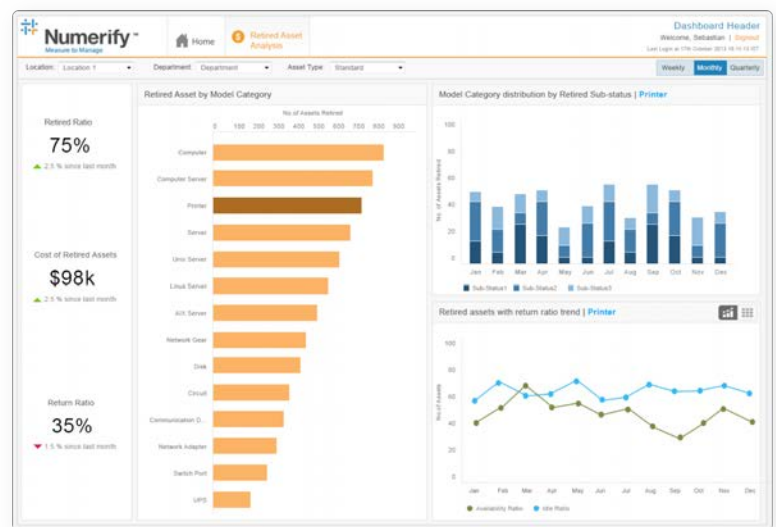 Numerify™
Measure to Manage
Home
Retired Asset
Analysis
Dashboard Header
Welcome, Sebastian | Signout
Location: Location 1
Department: Department
Asset Type: Standard
Weekly Monthly Quarterly
Retired Ratio
75%
2.5 % since last month
Cost of Retired Assets
$98k
2.5 % since last month
Return Ratio
35%
1.5 % since last month
Retired Asset by Model Category
No of Assets Retired
0 100 200 300 400 500 600 700 800 900
Computer
Computer Server
Printer
Server
Unix Server
Linux Server
AIX Server
Network Gear
Disk
Circuit
Communication D...
Network Adapter
Switch Port
UPS
Model Category distribution by Retired Sub-status | Printer
No. of Assets Retired
100
80
60
40
20
0
Jan Feb Mar Apr May Jun Jul Aug Sep Oct Nov Dec
Sub-Status1 Sub-Status2 Sub-Status3
Retired assets with return ratio trend | Printer
No.of Assets
100
80
60
40
20
0
Jan Feb Mar Apr May Jun Jul Aug Sep Oct Nov Dec
Availability Ratio Idle Ratio